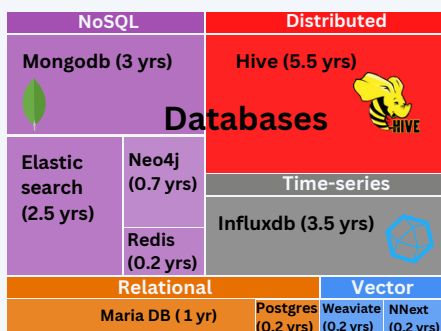 NoSQL
Distributed
Mongodb (3 yrs)
Hive (5.5 yrs)
HIVE
Databases
Elastic
search
(2.5 yrs)
Neo4j
(0.7 yrs)
Redis
(0.2 yrs)
Time-series
Influxdb (3.5 yrs)
Relational
Vector
Maria DB ( 1 yr)
Postgres
(0.2 yrs)
Weaviate
(0.2 yrs)
NNext
(0.2 yrs)